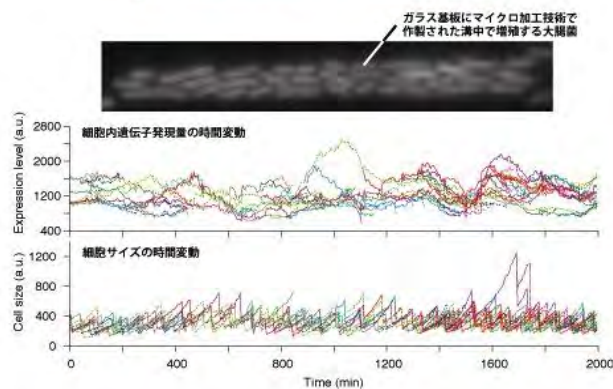 ガラス基板にマイクロ加工技術で
作製された溝中で増殖する大腸菌
細胞内遺伝子発現量の時間変動
Expression level (a.u.)
2800
2000
1200
400
細胞サイズの時間変動
Cell size (a.u.)
1200
800
400
0
0 400 800 1200 1600 2000
Time (min)